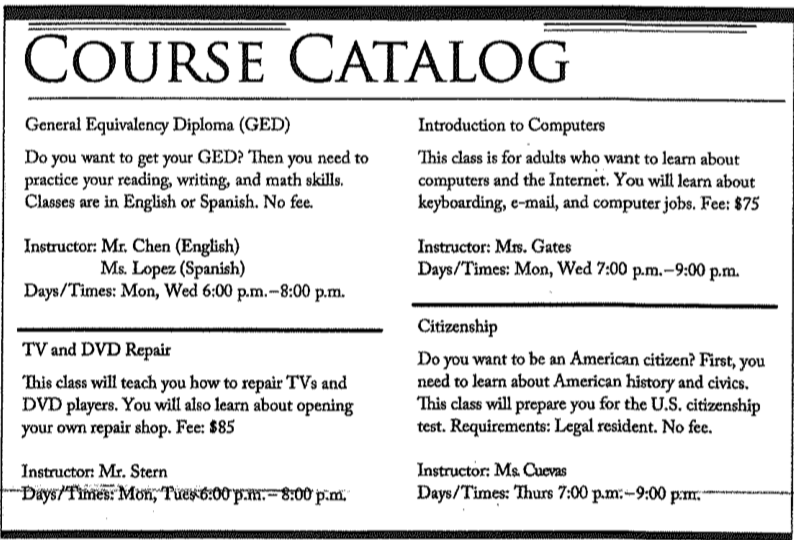 COURSE CATALOG
General Equivalency Diploma (GED)
Do you want to get your GED? Then you need to
practice your reading, writing, and math skills.
Classes are in English or Spanish. No fee.
Instructor: Mr. Chen (English)
Ms. Lopez (Spanish)
Days/Times: Mon, Wed 6:00 p.m.–8:00 p.m.
TV and DVD Repair
This class will teach you how to repair TVs and
DVD players. You will also learn about opening
your own repair shop. Fee: $85
Instructor: Mr. Stern
Days/Times: Mon, Tues 6:00 p.m.–8:00 p.m.
Introduction to Computers
This class is for adults who want to learn about
computers and the Internet. You will learn about
keyboarding, e-mail, and computer jobs. Fee: $75
Instructor: Mrs. Gates
Days/Times: Mon, Wed 7:00 p.m.–9:00 p.m.
Citizenship
Do you want to be an American citizen? First, you
need to learn about American history and civics.
This class will prepare you for the U.S. citizenship
test. Requirements: Legal resident. No fee.
Instructor: Ms. Cuevas
Days/Times: Thurs 7:00 p.m.–9:00 p.m.